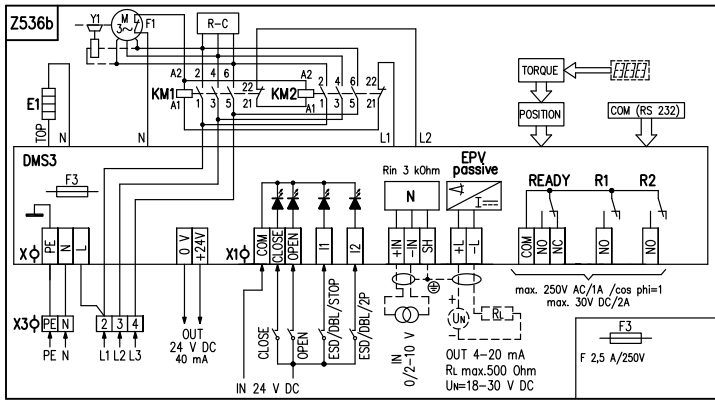 Z536b
Y1
M
3~
F1
R-C
A2
2 4 6
22
A2
2 4 6
22
KM1
KM2
A1
1 3 5
21
A1
1 3 5
21
E1
TOP
N
N
L1
L2
TORQUE
POSITION
COM (RS 232)
DMS3
F3
Rin 3 kOhm
N
EPV
passive
I
READY
R1
R2
X
PE
N
L
0 V
+24V
X1
COM
CLOSE
OPEN
I1
I2
+IN
-IN
SH
+L
-L
COM
NO
NC
NO
NO
X3
PE
N
2
3
4
PE N
L1 L2 L3
OUT
24 V DC
40 mA
CLOSE
OPEN
ESD/DBL/STOP
ESD/DBL/2P
IN 24 V DC
IN
0/2-10 V
+
UN
-
RL
OUT 4-20 mA
RL max.500 Ohm
UN=18-30 V DC
max. 250V AC/1A /cos phi=1
max. 30V DC/2A
F3
F 2,5 A/250V